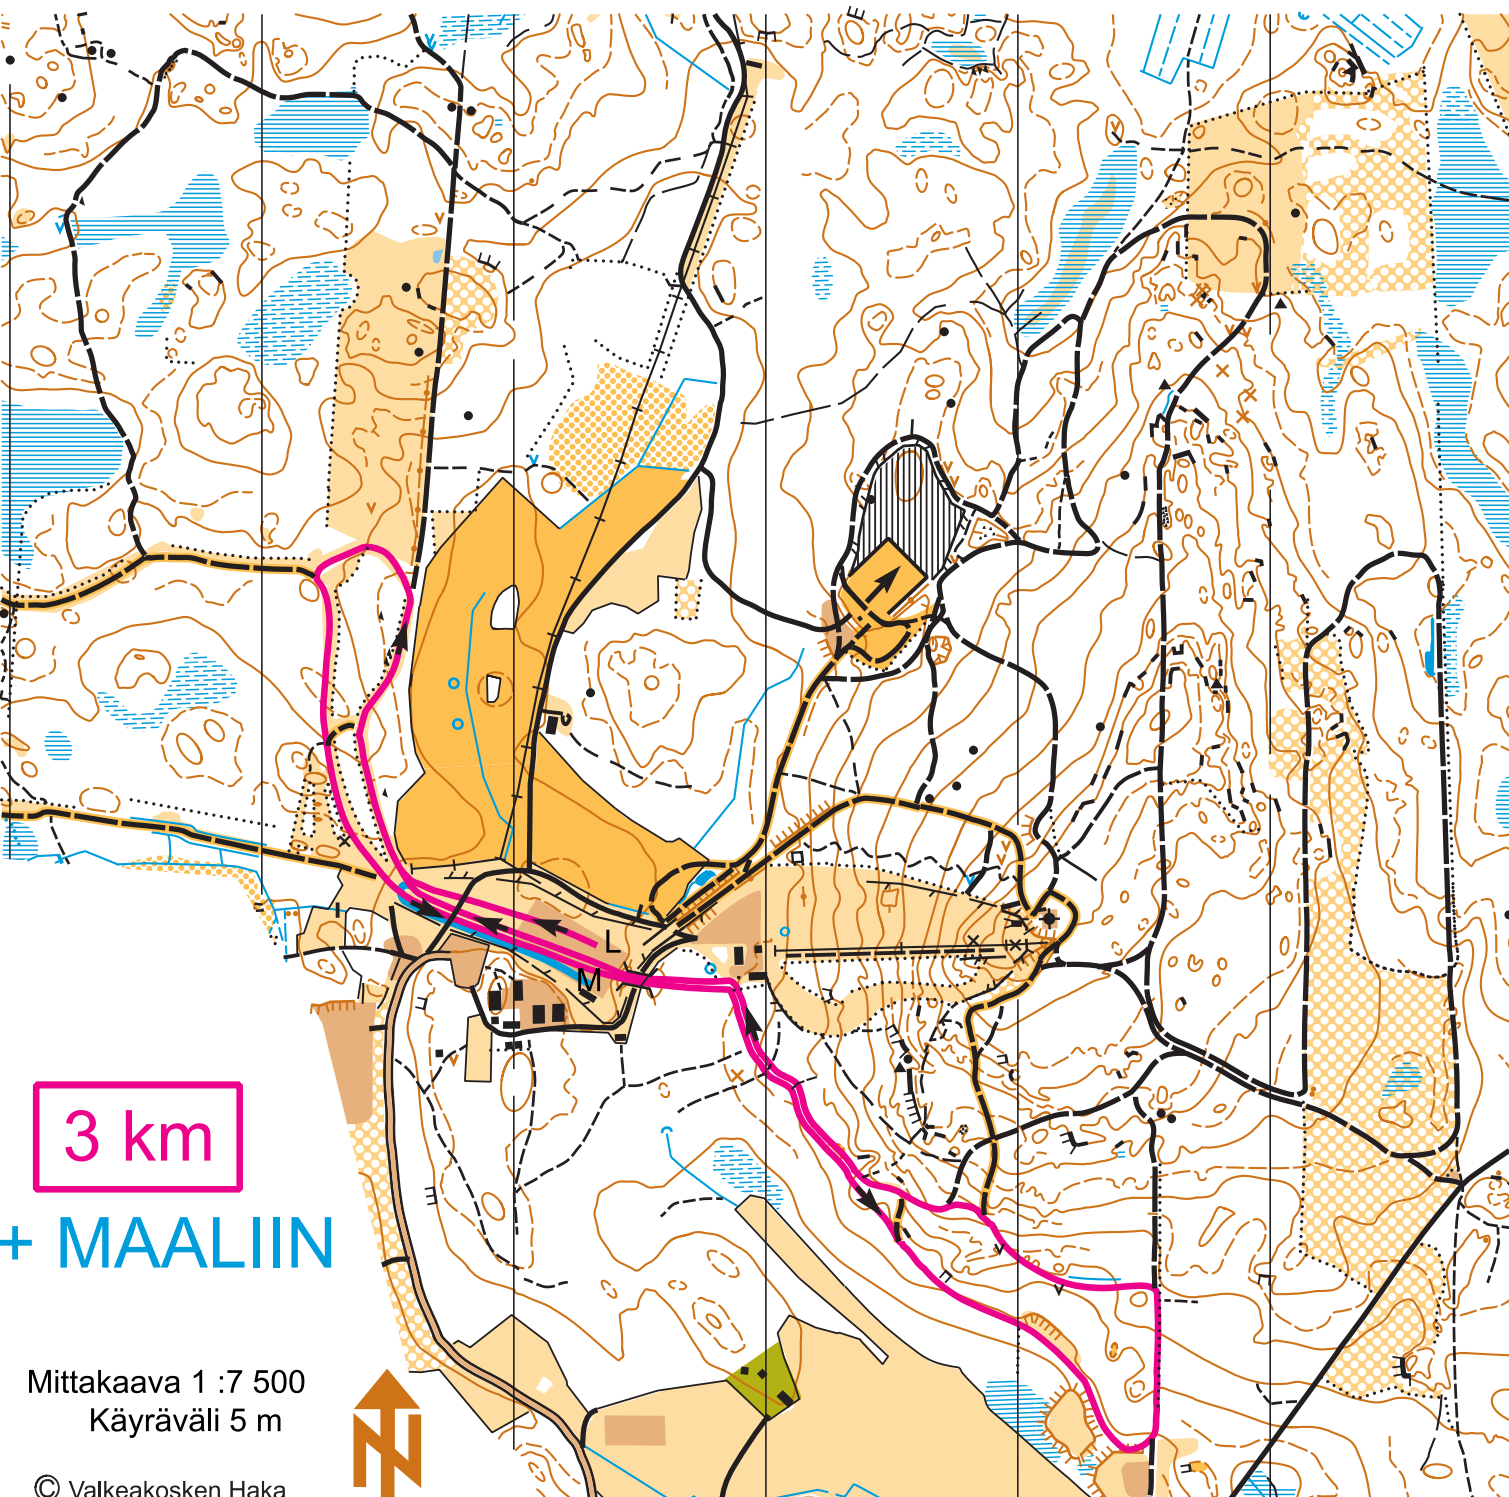 L
M
3 km
+ MAALIIN
Mittakaava 1 :7 500
Käyräväli 5 m
© Valkeakosken Haka